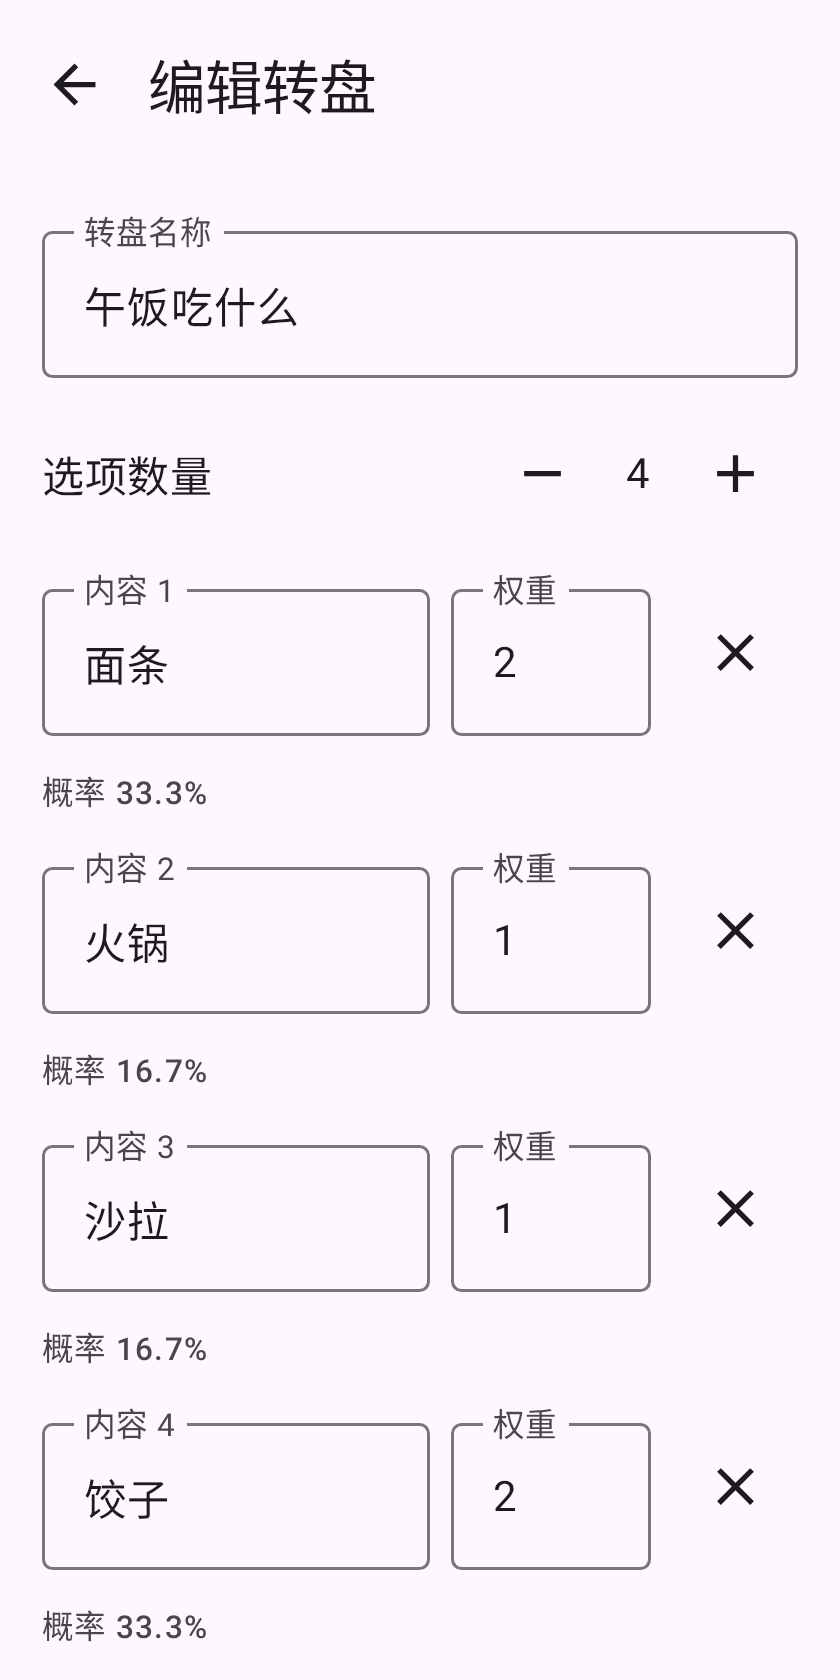 编辑转盘
转盘名称
午饭吃什么
选项数量 4
内容 1 权重
面条 2
概率 33.3%
内容 2 权重
火锅 1
概率 16.7%
内容 3 权重
沙拉 1
概率 16.7%
内容 4 权重
饺子 2
概率 33.3%